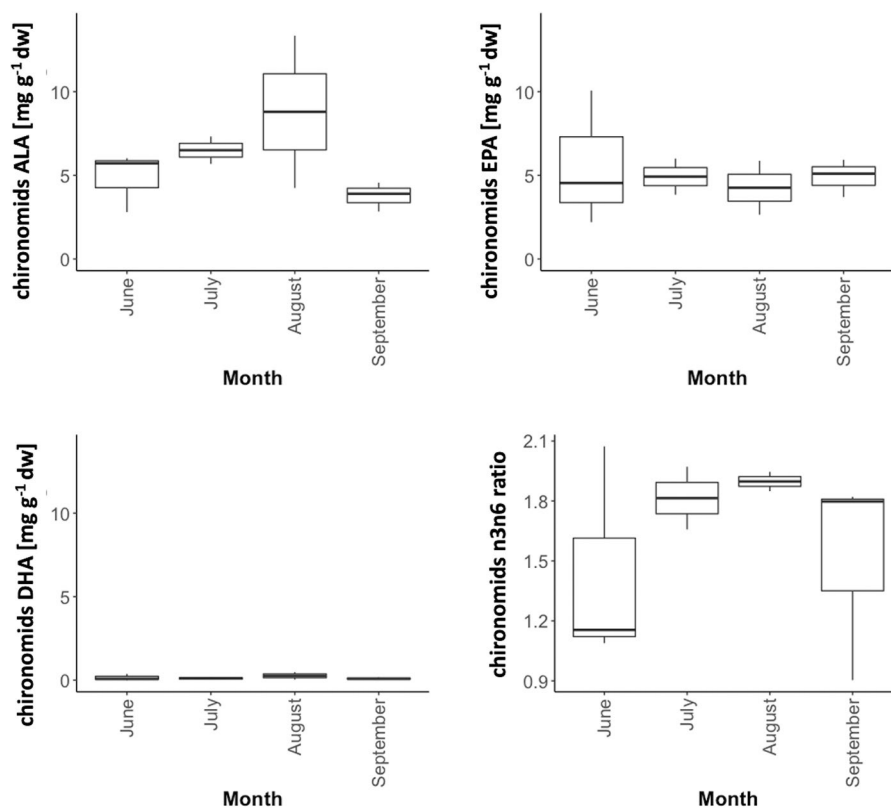 chironomids ALA [mg g-1 dw]
10
5
0
June
July
August
September
Month
chironomids EPA [mg g-1 dw]
10
5
0
June
July
August
September
Month
chironomids DHA [mg g-1 dw]
10
5
0
June
July
August
September
Month
chironomids n3n6 ratio
2.1
1.8
1.5
1.2
0.9
June
July
August
September
Month